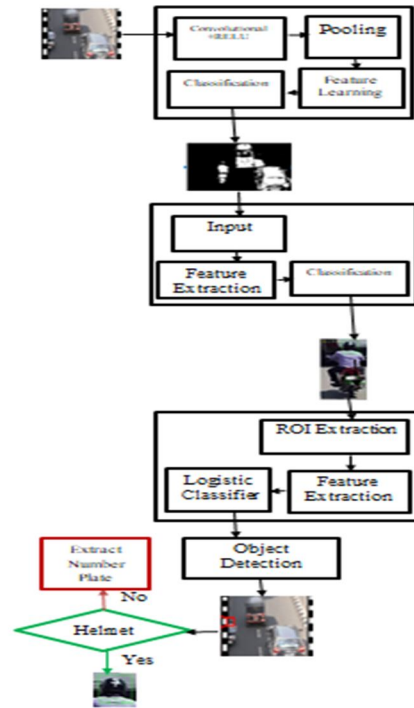 Convolutional
+RELU
Pooling
Classification
Feature
Learning
Input
Feature
Extraction
Classification
ROI Extraction
Logistic
Classifier
Feature
Extraction
Extract
Number
Plate
Object
Detection
No
Helmet
Yes